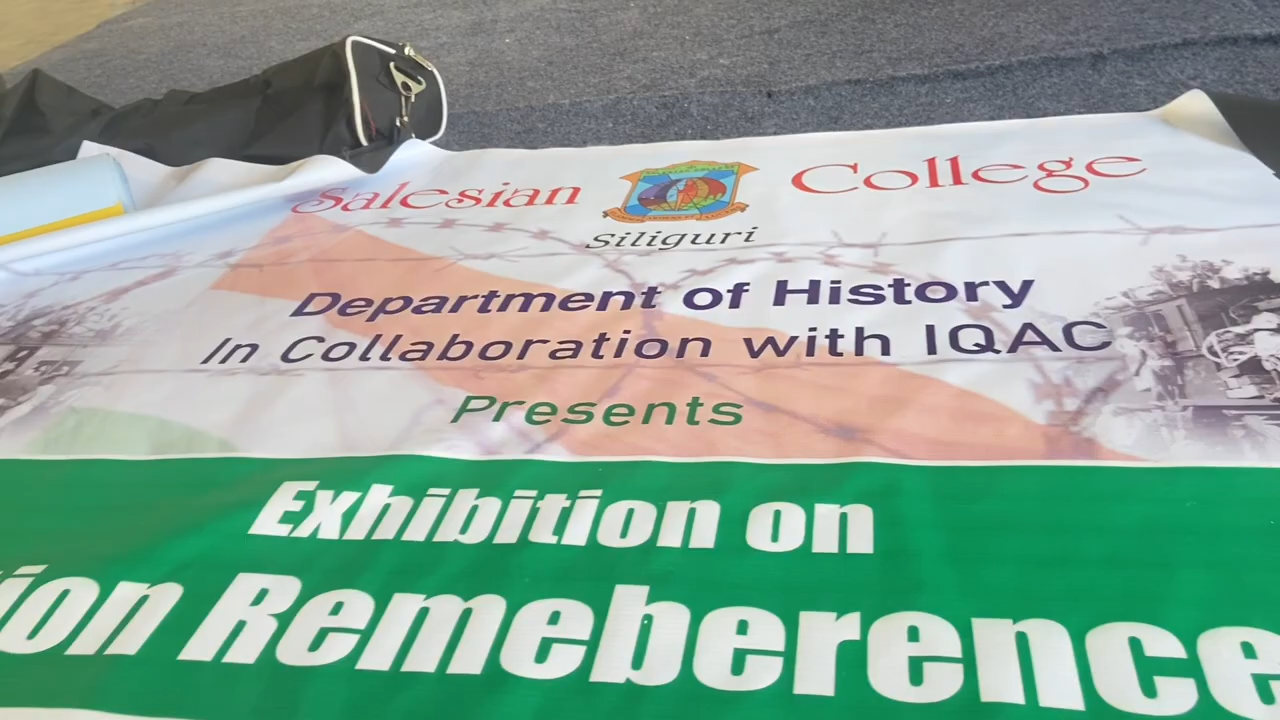 Salesian College
Siliguri
Department of History
In Collaboration with IQAC
Presents
Exhibition on
ion Remeberence